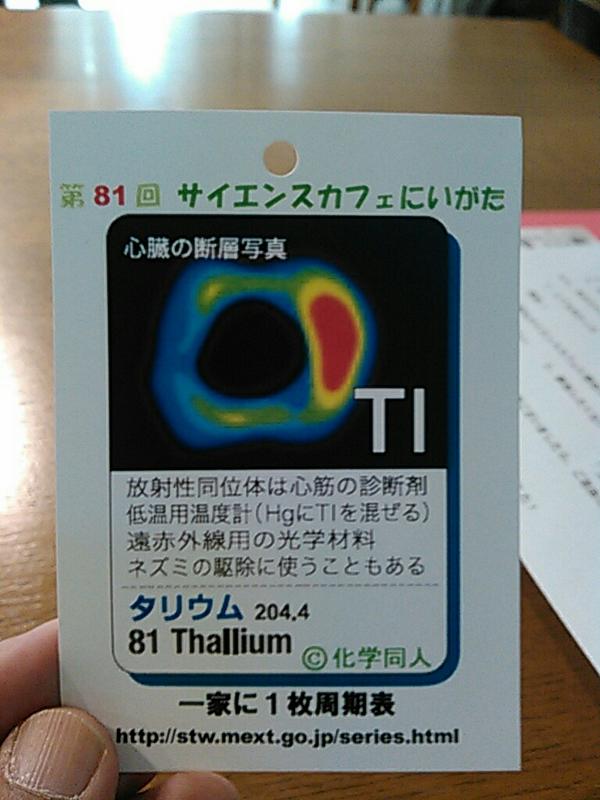 第81回 サイエンスカフェにいがた
心臓の断層写真
Tl
放射性同位体は心筋の診断剤
低温用温度計(HgにTlを混ぜる)
遠赤外線用の光学材料
ネズミの駆除に使うこともある
タリウム 204.4
81 Thallium
©化学同人
一家に1枚周期表
http://stw.mext.go.jp/series.html